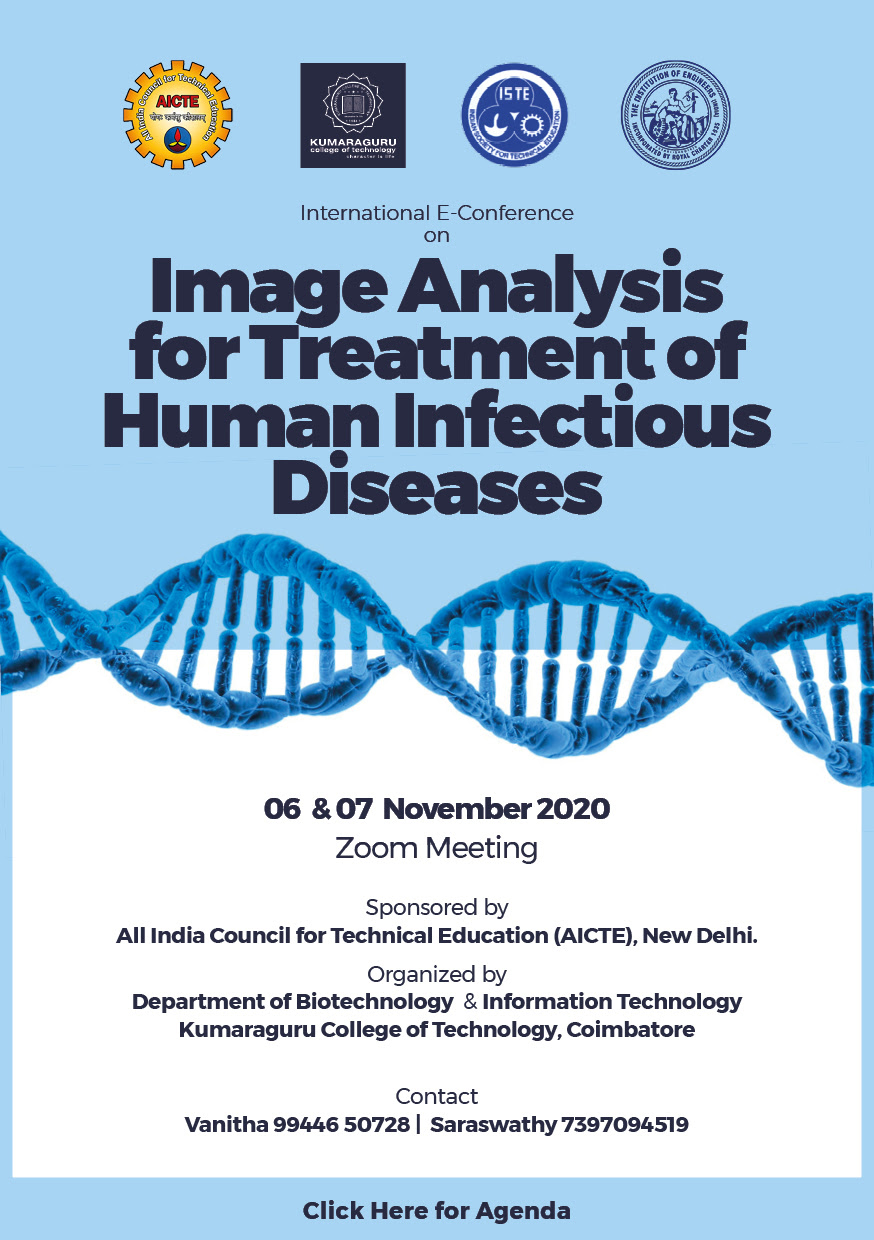 All India Council for Technical Education
AICTE
योगः कर्मसु कौशलम्
KUMARAGURU
college of technology
character is life
ISTE
INDIAN SOCIETY FOR TECHNICAL EDUCATION
THE INSTITUTION OF ENGINEERS (INDIA)
INCORPORATED BY ROYAL CHARTER 1935
International E-Conference
on
Image Analysis
for Treatment of
Human Infectious
Diseases
06 & 07 November 2020
Zoom Meeting
Sponsored by
All India Council for Technical Education (AICTE), New Delhi.
Organized by
Department of Biotechnology & Information Technology
Kumaraguru College of Technology, Coimbatore
Contact
Vanitha 99446 50728 | Saraswathy 7397094519
Click Here for Agenda